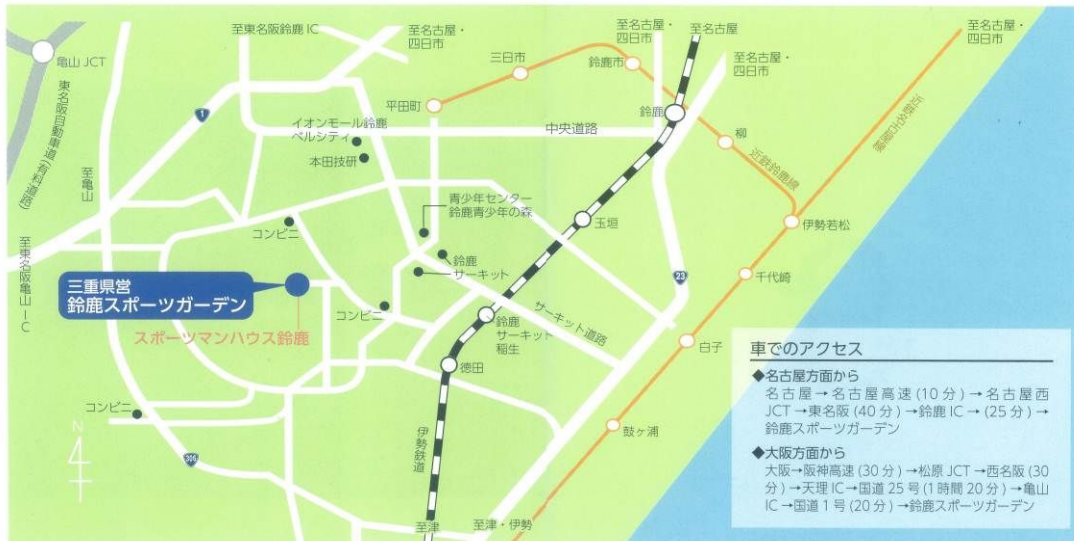 至東名阪鈴鹿IC
至名古屋・
四日市
至名古屋・
四日市
至名古屋
至名古屋・
四日市
至名古屋・
四日市
亀山JCT
東名阪自動車道(有料道路)
1
三日市
鈴鹿市
平田町
鈴鹿
中央道路
イオンモール鈴鹿
ベルシティ
本田技研
柳
近鉄鈴鹿線
近鉄名古屋線
至亀山
青少年センター
鈴鹿青少年の森
コンビニ
玉垣
伊勢若松
至東名阪亀山IC
鈴鹿
サーキット
23
千代崎
三重県営
鈴鹿スポーツガーデン
スポーツマンハウス鈴鹿
コンビニ
鈴鹿
サーキット
稲生
サーキット道路
白子
徳田
コンビニ
N
306
伊勢鉄道
鼓ヶ浦
至津
至津・伊勢
車でのアクセス
◆名古屋方面から
名古屋→名古屋高速(10分)→名古屋西
JCT→東名阪(40分)→鈴鹿IC→(25分)→
鈴鹿スポーツガーデン
◆大阪方面から
大阪→阪神高速(30分)→松原JCT→西名阪(30
分)→天理IC→国道25号(1時間20分)→亀山
IC→国道1号(20分)→鈴鹿スポーツガーデン